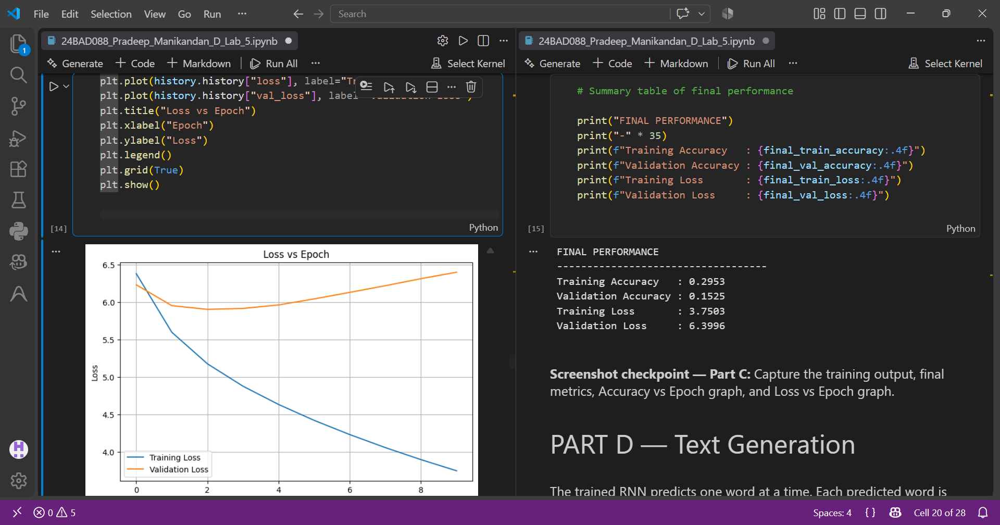 File Edit Selection View Go Run ··· Search
24BAD088_Pradeep_Manikandan_D_Lab_5.ipynb
Generate + Code + Markdown Run All ··· Select Kernel
plt.plot(history.history["loss"], label="Tr
plt.plot(history.history["val_loss"], label
plt.title("Loss vs Epoch")
plt.xlabel("Epoch")
plt.ylabel("Loss")
plt.legend()
plt.grid(True)
plt.show()
[14]
Python
Loss vs Epoch
6.5
6.0
5.5
5.0
4.5
4.0
Loss
Training Loss
Validation Loss
0 2 4 6 8
24BAD088_Pradeep_Manikandan_D_Lab_5.ipynb
Generate + Code + Markdown Run All ··· Select Kernel
# Summary table of final performance
print("FINAL PERFORMANCE")
print("-" * 35)
print(f"Training Accuracy   : {final_train_accuracy:.4f}")
print(f"Validation Accuracy : {final_val_accuracy:.4f}")
print(f"Training Loss       : {final_train_loss:.4f}")
print(f"Validation Loss     : {final_val_loss:.4f}")
[15]
Python
FINAL PERFORMANCE
-----------------------------------
Training Accuracy   : 0.2953
Validation Accuracy : 0.1525
Training Loss       : 3.7503
Validation Loss     : 6.3996
Screenshot checkpoint — Part C: Capture the training output, final
metrics, Accuracy vs Epoch graph, and Loss vs Epoch graph.
PART D — Text Generation
The trained RNN predicts one word at a time. Each predicted word is
1
0 5
Spaces: 4 { } Cell 20 of 28